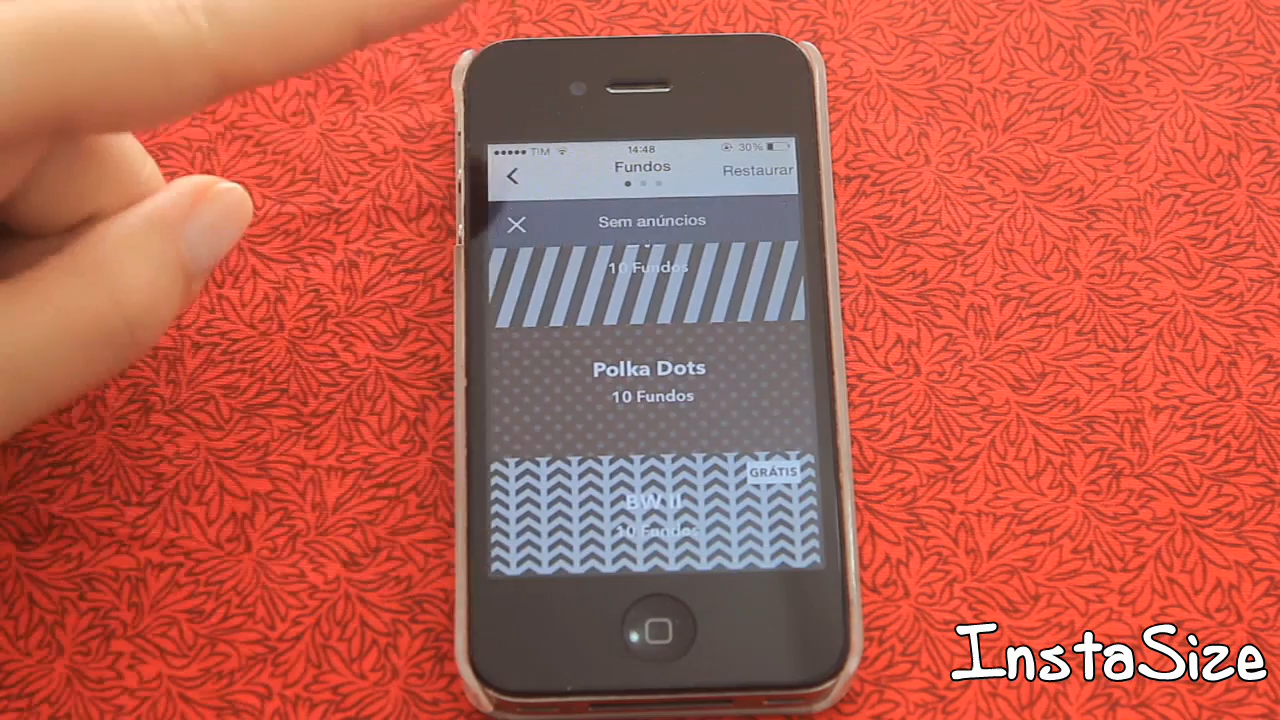 TIM 14:48 30%
Fundos
Restaurar
Sem anúncios
10 Fundos
Polka Dots
10 Fundos
GRÁTIS
BW II
10 Fundos
InstaSize